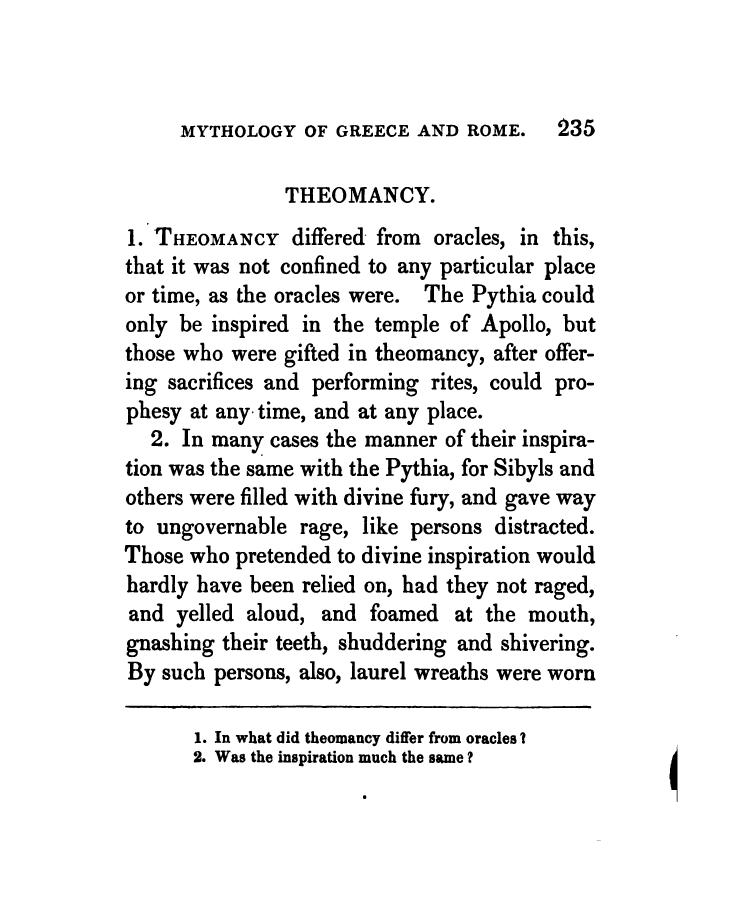 MYTHOLOGY OF GREECE AND ROME. 235
THEOMANCY.
1. THEOMANCY differed from oracles, in this,
that it was not confined to any particular place
or time, as the oracles were. The Pythia could
only be inspired in the temple of Apollo, but
those who were gifted in theomancy, after offer-
ing sacrifices and performing rites, could pro-
phesy at any time, and at any place.
2. In many cases the manner of their inspira-
tion was the same with the Pythia, for Sibyls and
others were filled with divine fury, and gave way
to ungovernable rage, like persons distracted.
Those who pretended to divine inspiration would
hardly have been relied on, had they not raged,
and yelled aloud, and foamed at the mouth,
gnashing their teeth, shuddering and shivering.
By such persons, also, laurel wreaths were worn
1. In what did theomancy differ from oracles?
2. Was the inspiration much the same?